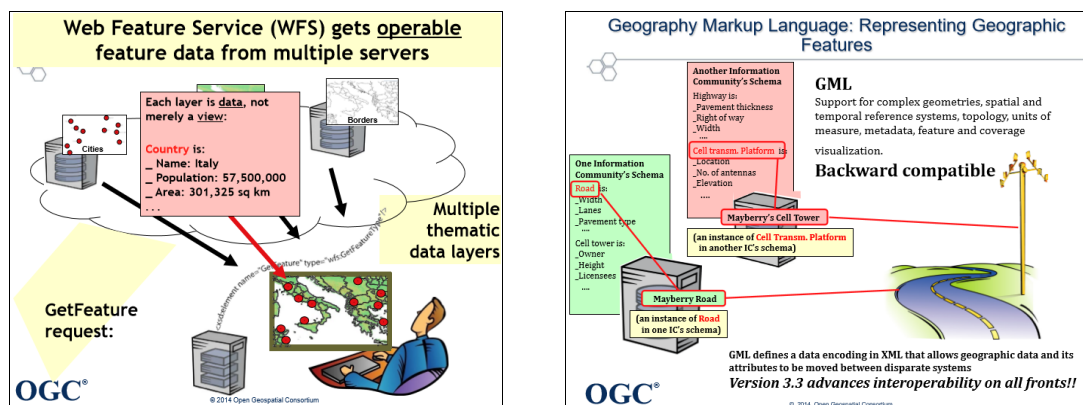 Web Feature Service (WFS) gets operable
feature data from multiple servers
Each layer is data, not
merely a view:
Country is:
_ Name: Italy
_ Population: 57,500,000
_ Area: 301,325 sq km
. . .
Cities
Borders
Multiple
thematic
data layers
<xsd:element name="GetFeature" type="wfs:GetFeatureType"/>
GetFeature
request:
OGC®
© 2014 Open Geospatial Consortium
Geography Markup Language: Representing Geographic
Features
Another Information
Community's Schema
Highway is:
_Pavement thickness
_Right of way
_Width
....
Cell transm. Platform is:
_Location
_No. of antennas
_Elevation
....
GML
Support for complex geometries, spatial and
temporal reference systems, topology, units of
measure, metadata, feature and coverage
visualization.
Backward compatible
One Information
Community's Schema
Road is:
_Width
_Lanes
_Pavement type
....
Cell tower is:
_Owner
_Height
_Licensees
....
Mayberry's Cell Tower
(an instance of Cell Transm. Platform
in another IC's schema)
Mayberry Road
(an instance of Road
in one IC's schema)
GML defines a data encoding in XML that allows geographic data and its
attributes to be moved between disparate systems
Version 3.3 advances interoperability on all fronts!!
OGC®
© 2014 Open Geospatial Consortium